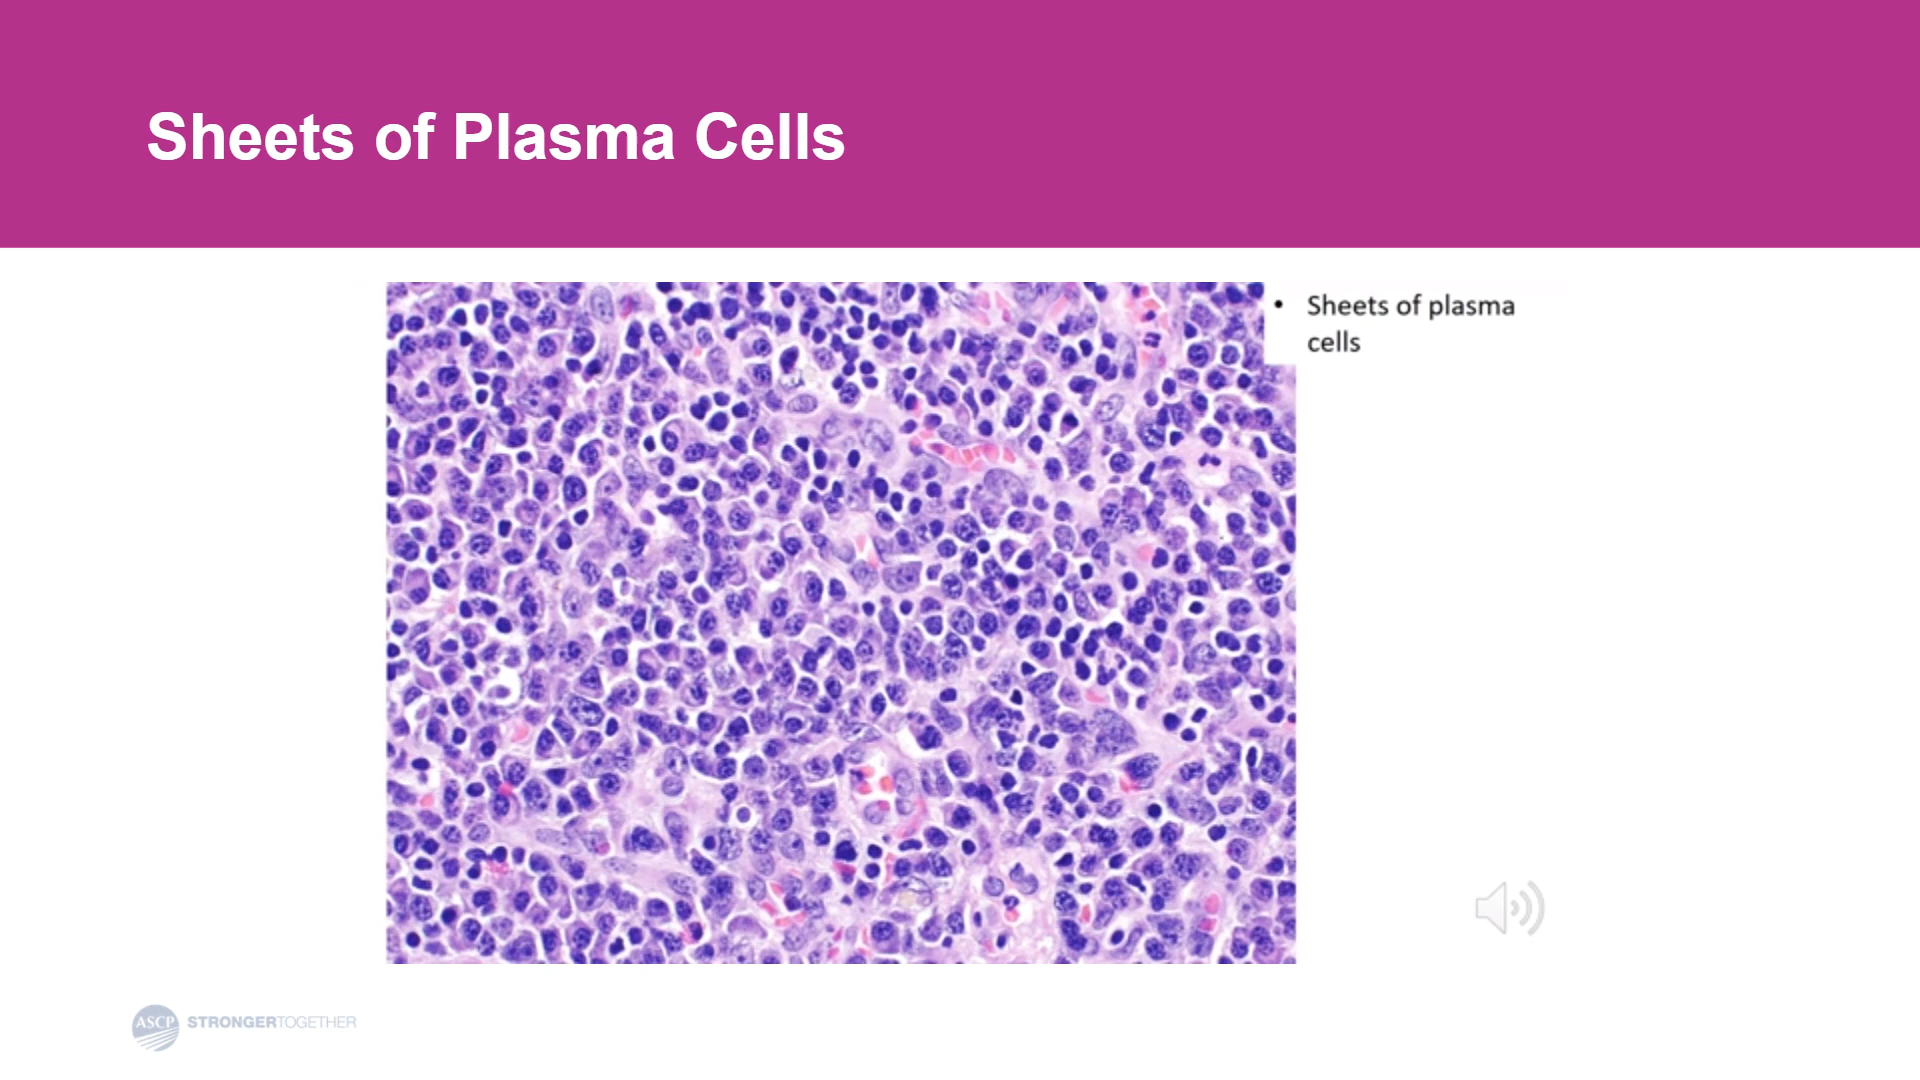 Sheets of Plasma Cells
• Sheets of plasma
cells
ASCP STRONGERTOGETHER